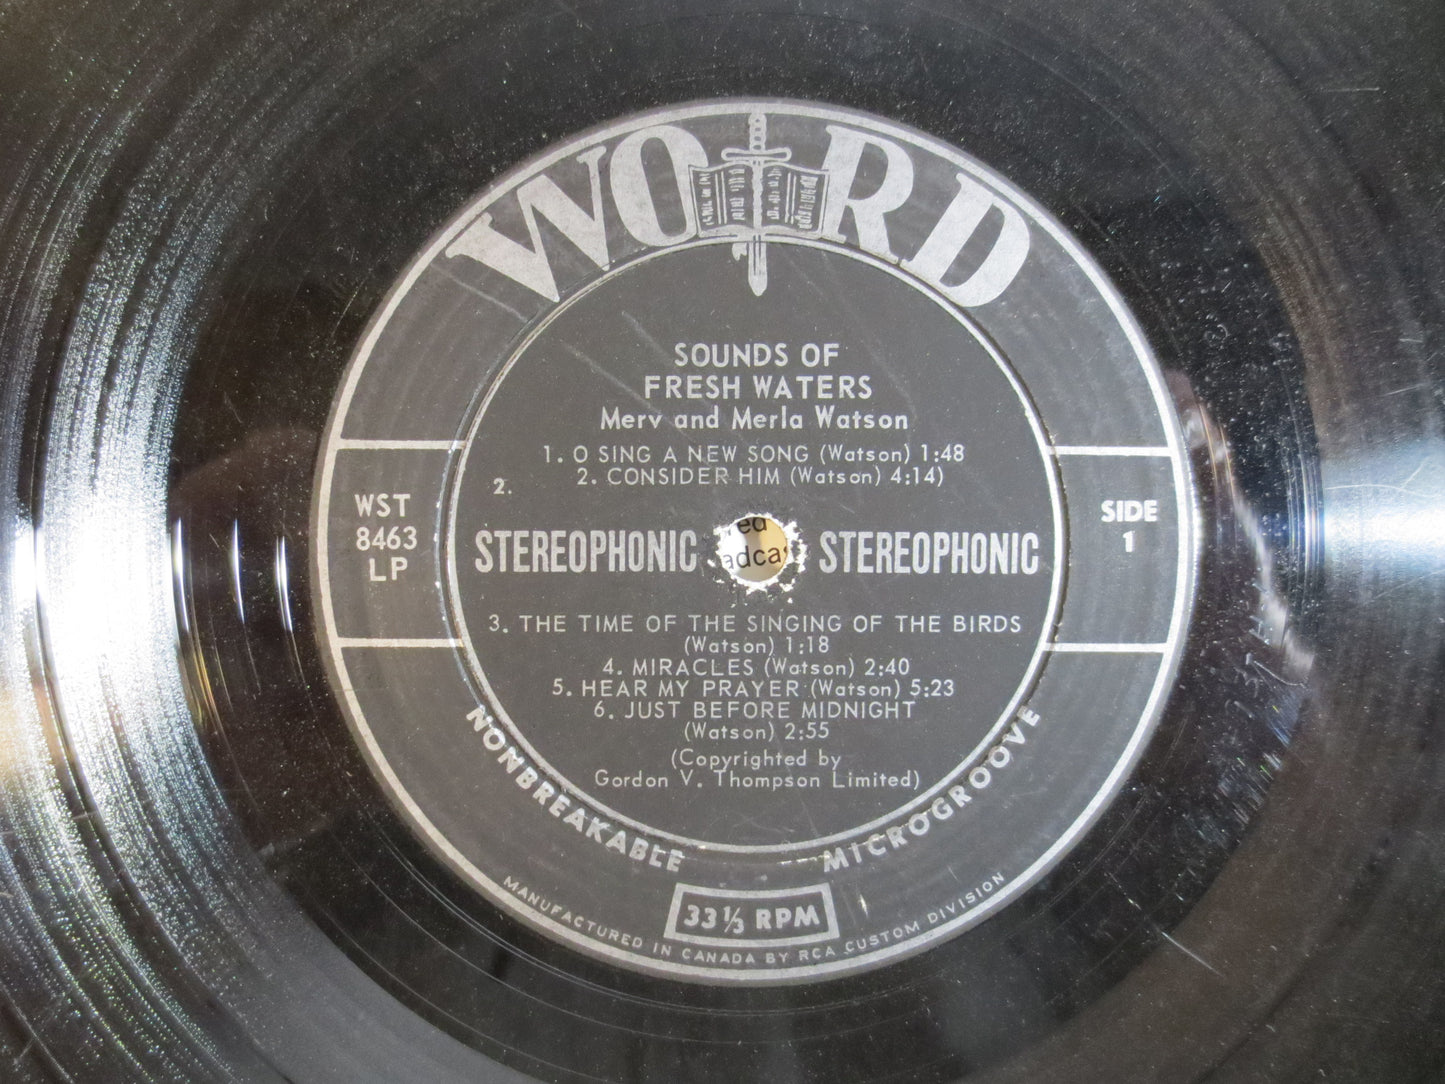 WORD
SOUNDS OF
FRESH WATERS
Merv and Merla Watson
1. O SING A NEW SONG (Watson) 1:48
2. CONSIDER HIM (Watson) 4:14)
2.
WST
8463
LP
SIDE
1
STEREOPHONIC STEREOPHONIC
3. THE TIME OF THE SINGING OF THE BIRDS
(Watson) 1:18
4. MIRACLES (Watson) 2:40
5. HEAR MY PRAYER (Watson) 5:23
6. JUST BEFORE MIDNIGHT
(Watson) 2:55
(Copyrighted by
Gordon V. Thompson Limited)
NONBREAKABLE MICROGROOVE
33 1/3 RPM
MANUFACTURED IN CANADA BY RCA CUSTOM DIVISION